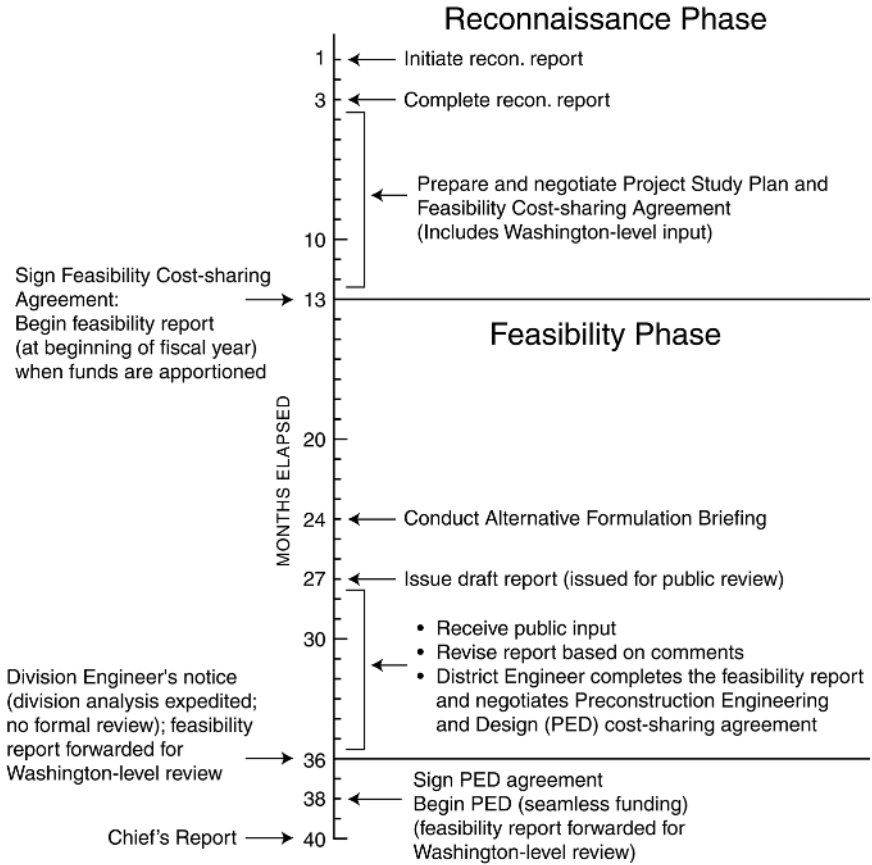 Reconnaissance Phase
1
Initiate recon. report
3
Complete recon. report
Prepare and negotiate Project Study Plan and
Feasibility Cost-sharing Agreement
(Includes Washington-level input)
10
Sign Feasibility Cost-sharing
Agreement:
Begin feasibility report
(at beginning of fiscal year)
when funds are apportioned
13
Feasibility Phase
MONTHS ELAPSED
20
24
Conduct Alternative Formulation Briefing
27
Issue draft report (issued for public review)
30
• Receive public input
• Revise report based on comments
• District Engineer completes the feasibility report
and negotiates Preconstruction Engineering
and Design (PED) cost-sharing agreement
Division Engineer's notice
(division analysis expedited;
no formal review); feasibility
report forwarded for
Washington-level review
36
38
Sign PED agreement
Begin PED (seamless funding)
(feasibility report forwarded for
Washington-level review)
Chief's Report
40